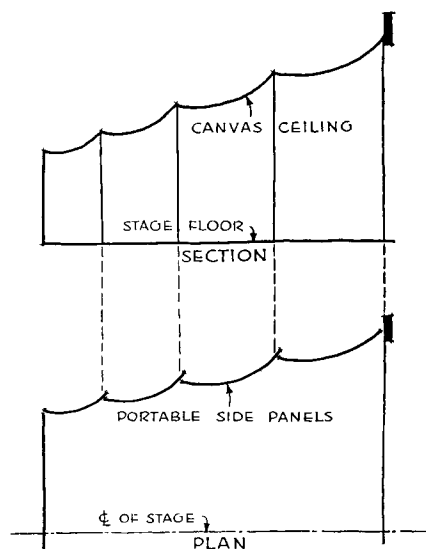 CANVAS CEILING
STAGE FLOOR
SECTION
PORTABLE SIDE PANELS
℄ OF STAGE
PLAN